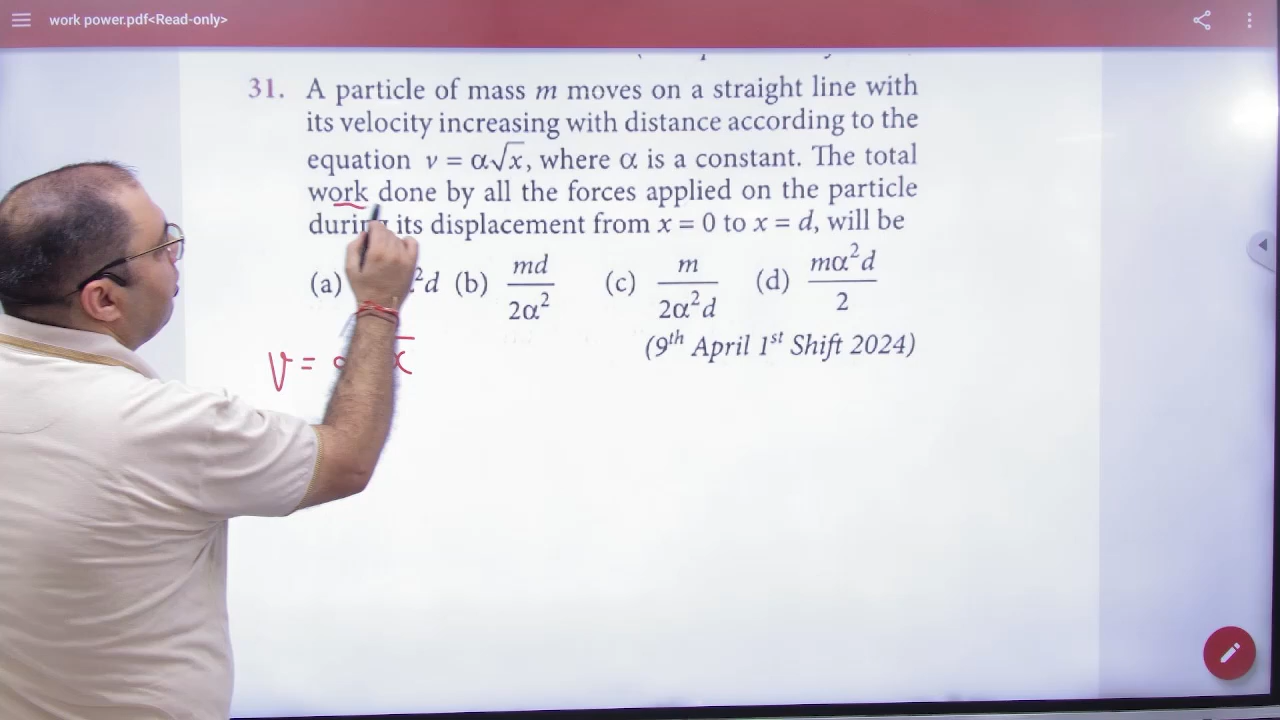 work power.pdf<Read-only>
31. A particle of mass m moves on a straight line with
its velocity increasing with distance according to the
equation v = α√x, where α is a constant. The total
work done by all the forces applied on the particle
during its displacement from x = 0 to x = d, will be
(a) ²d (b) md/2α² (c) m/2α²d (d) mα²d/2
(9th April 1st Shift 2024)
v = x